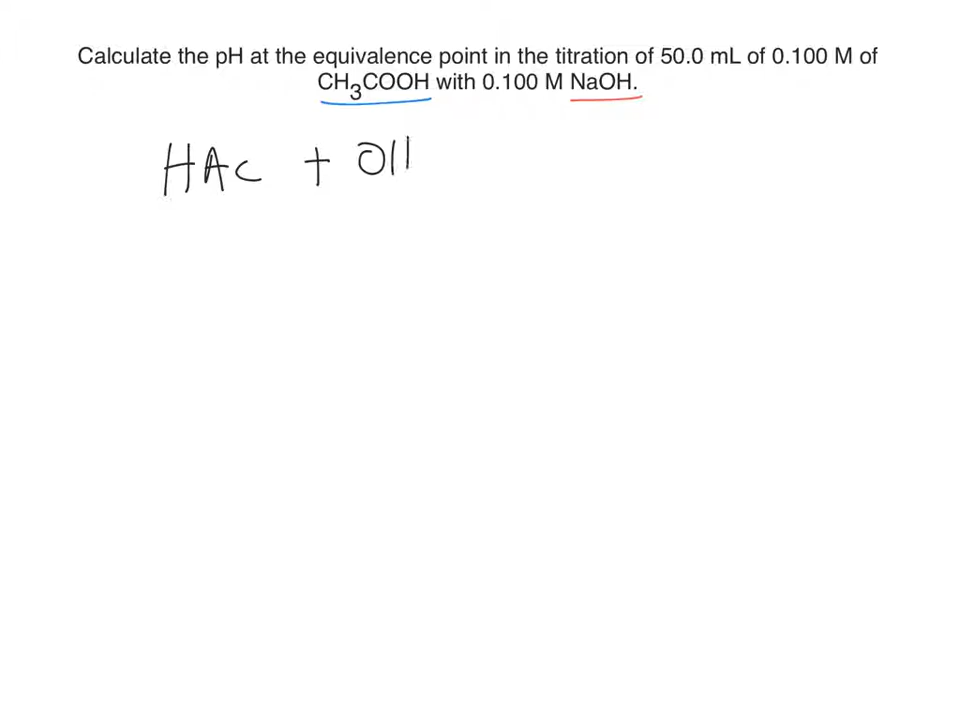 Calculate the pH at the equivalence point in the titration of 50.0 mL of 0.100 M of
CH₃COOH with 0.100 M NaOH.
HAc + OH